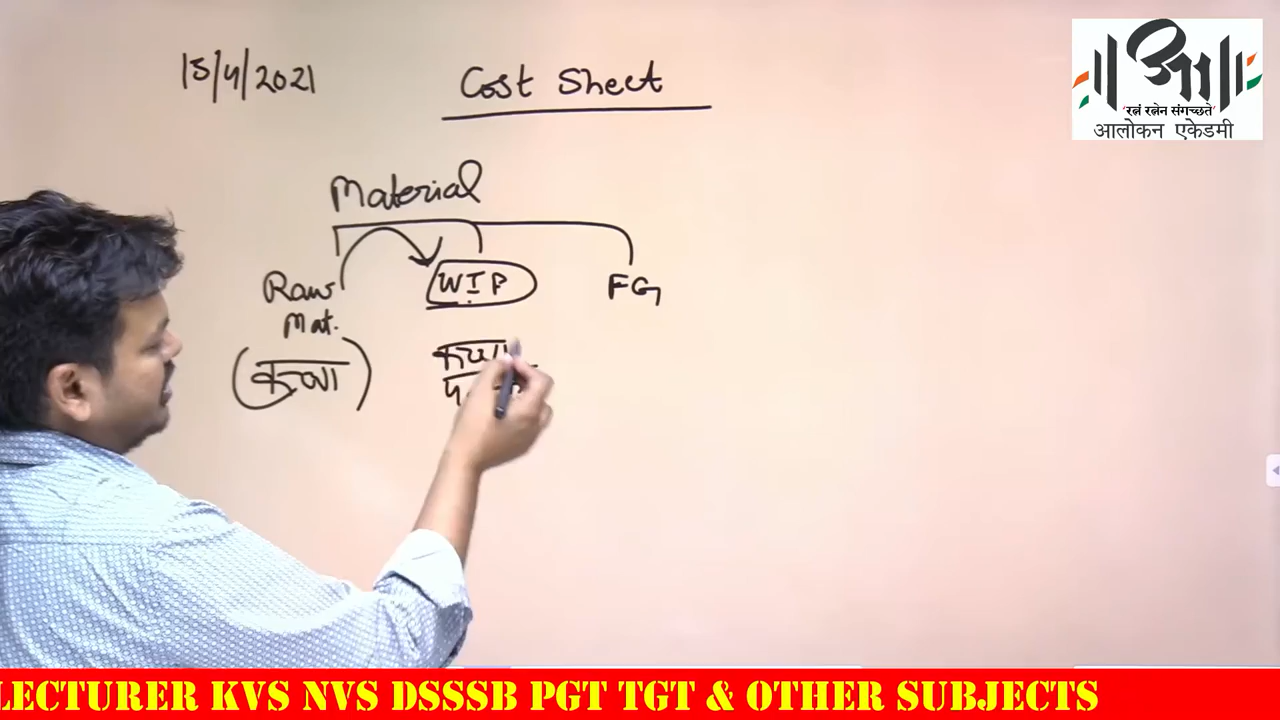 15/4/2021
Cost Sheet
Material
Raw
Mat.
WIP
FG
(कच्चा)
रत्नं रत्नेन संगच्छते
आलोकन एकेडमी
LECTURER KVS NVS DSSSB PGT TGT & OTHER SUBJECTS